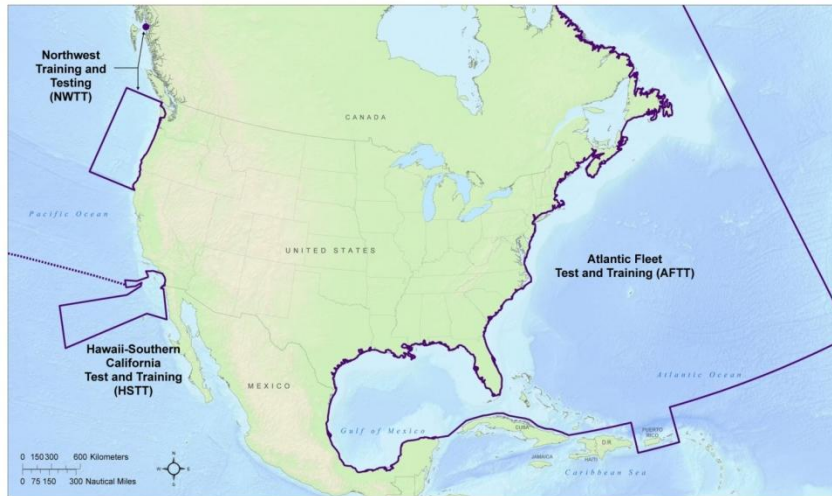 Northwest
Training and
Testing
(NWTT)
CANADA
Pacific Ocean
UNITED STATES
Atlantic Fleet
Test and Training (AFTT)
Hawaii-Southern
California
Test and Training
(HSTT)
MEXICO
Atlantic Ocean
Gulf of Mexico
CUBA
PUERTO
RICO
D.R.
HAITI
JAMAICA
Caribbean Sea
0 150 300 600 Kilometers
0 75 150 300 Nautical Miles
N
W
E
S